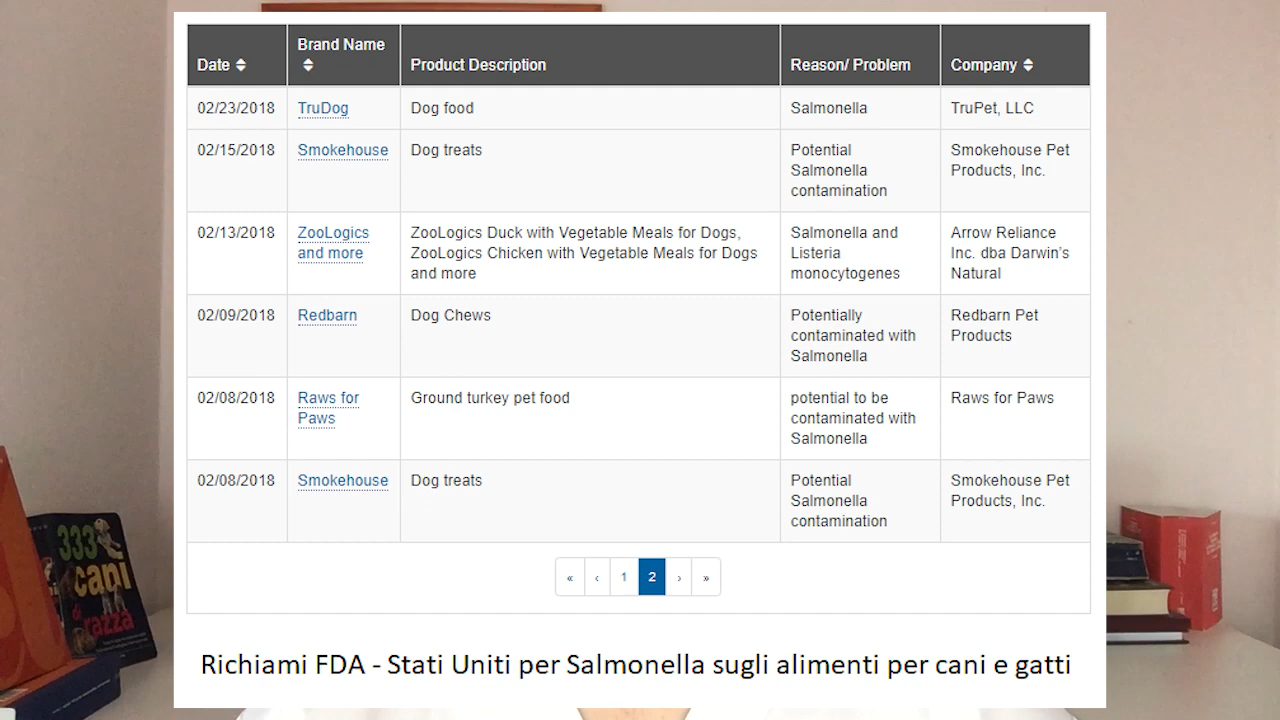 Date
Brand Name
Product Description
Reason/ Problem
Company
02/23/2018
TruDog
Dog food
Salmonella
TruPet, LLC
02/15/2018
Smokehouse
Dog treats
Potential
Salmonella
contamination
Smokehouse Pet
Products, Inc.
02/13/2018
ZooLogics
and more
ZooLogics Duck with Vegetable Meals for Dogs,
ZooLogics Chicken with Vegetable Meals for Dogs
and more
Salmonella and
Listeria
monocytogenes
Arrow Reliance
Inc. dba Darwin's
Natural
02/09/2018
Redbarn
Dog Chews
Potentially
contaminated with
Salmonella
Redbarn Pet
Products
02/08/2018
Raws for
Paws
Ground turkey pet food
potential to be
contaminated with
Salmonella
Raws for Paws
02/08/2018
Smokehouse
Dog treats
Potential
Salmonella
contamination
Smokehouse Pet
Products, Inc.
« ‹ 1 2 › »
Richiami FDA - Stati Uniti per Salmonella sugli alimenti per cani e gatti
333
cani
di
razza